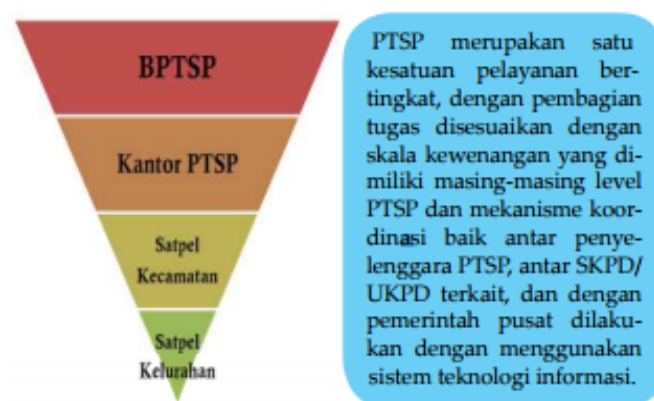 BPTSP
Kantor PTSP
Satpel
Kecamatan
Satpel
Kelurahan
PTSP merupakan satu
kesatuan pelayanan ber-
tingkat, dengan pembagian
tugas disesuaikan dengan
skala kewenangan yang di-
miliki masing-masing level
PTSP dan mekanisme koor-
dinasi baik antar penye-
lenggara PTSP, antar SKPD/
UKPD terkait, dan dengan
pemerintah pusat dilaku-
kan dengan menggunakan
sistem teknologi informasi.